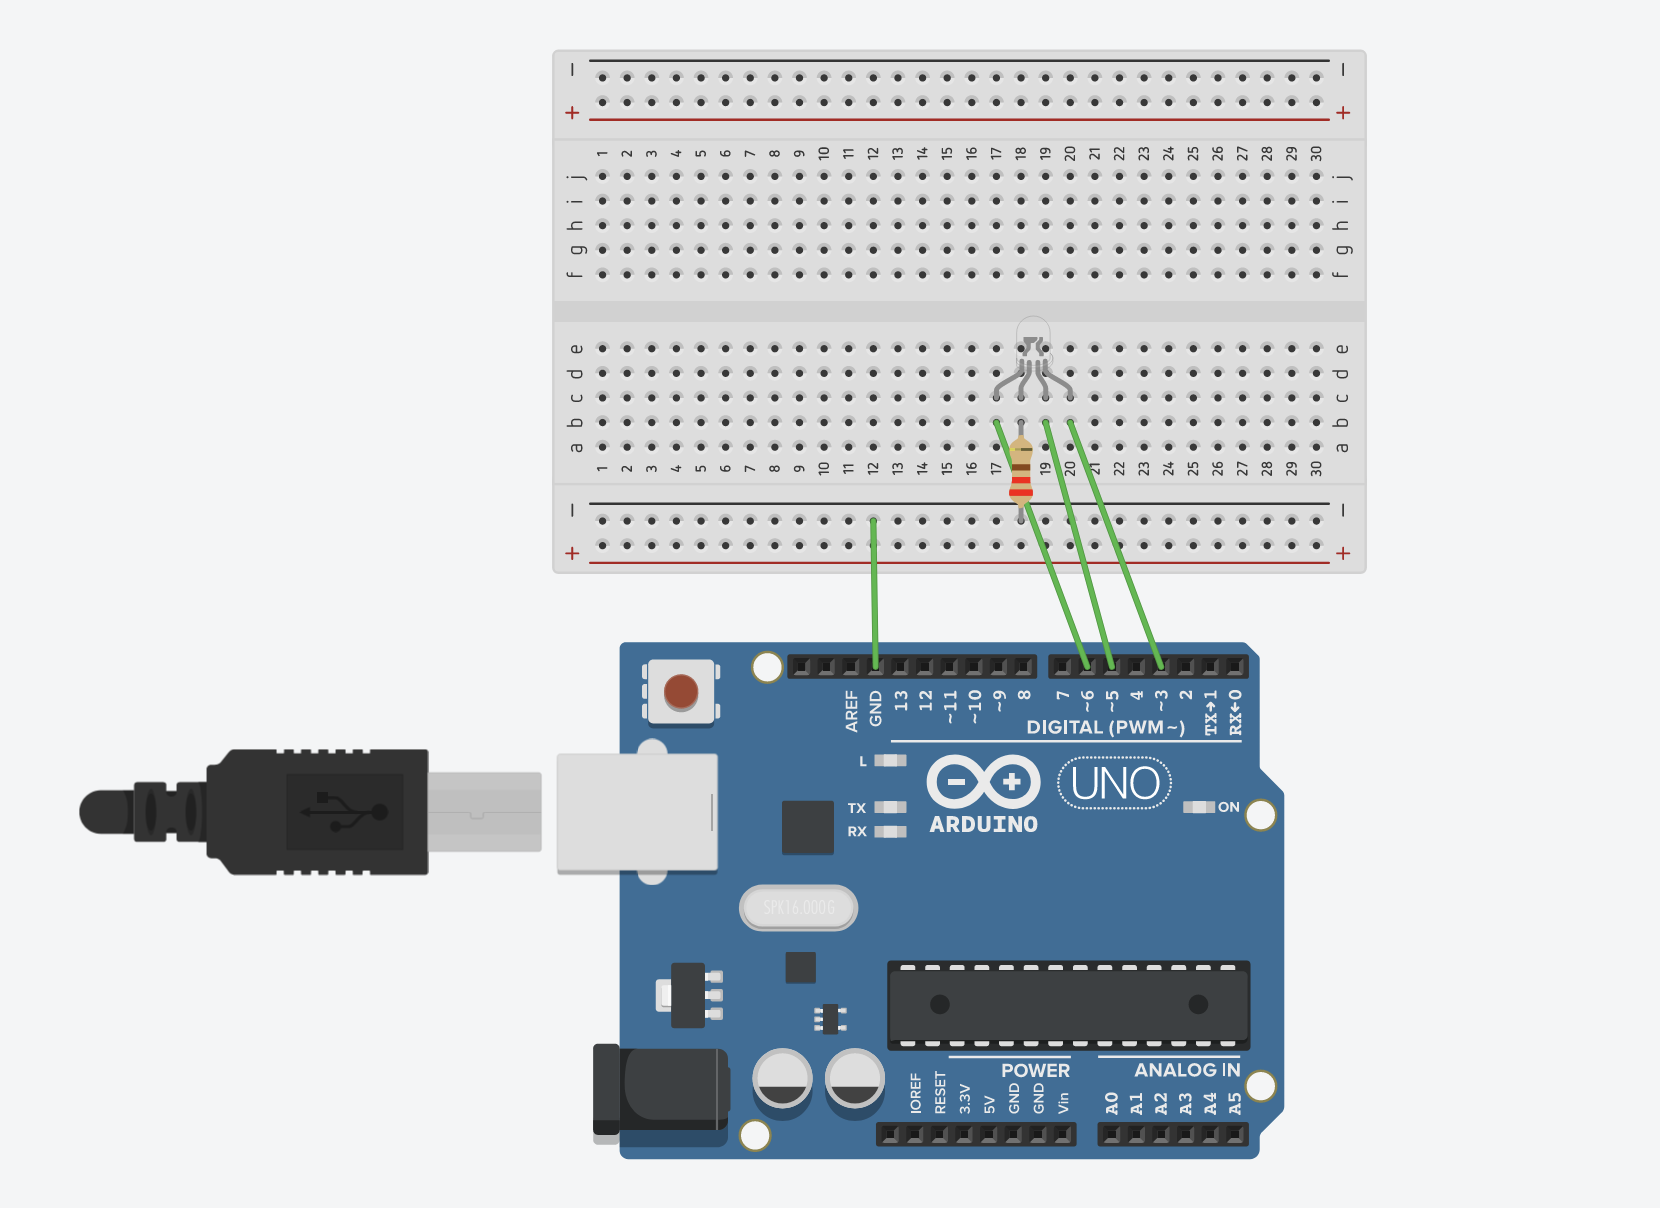 − −
+ +
1 2 3 4 5 6 7 8 9 10 11 12 13 14 15 16 17 18 19 20 21 22 23 24 25 26 27 28 29 30
j j
i i
h h
g g
f f
e e
d d
c c
b b
a a
1 2 3 4 5 6 7 8 9 10 11 12 13 14 15 16 17 19 20 21 22 23 24 25 26 27 28 29 30
− −
+ +
AREF GND 13 12 ~11 ~10 ~9 8 7 ~6 ~5 4 ~3 2 TX→1 RX←0
DIGITAL (PWM~)
L
UNO
TX
ON
RX
ARDUINO
SPK16.000G
POWER ANALOG IN
IOREF RESET 3.3V 5V GND GND Vin A0 A1 A2 A3 A4 A5